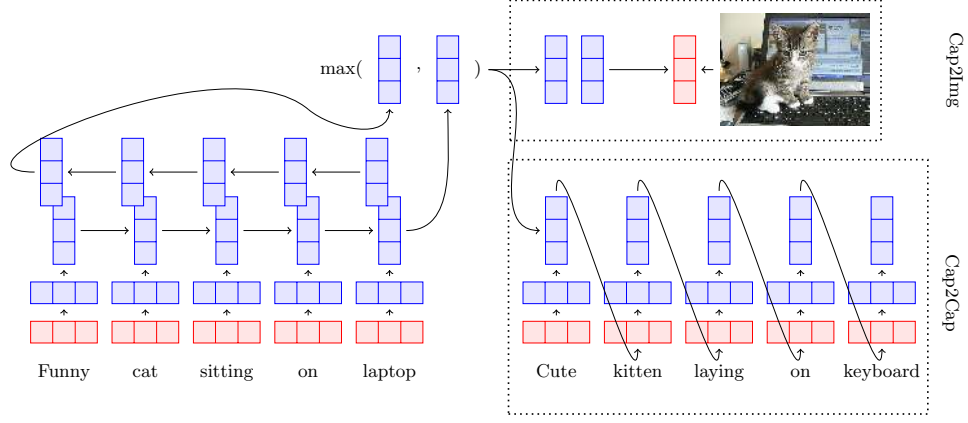 max( , )
Cap2Img
Funny cat sitting on laptop
Cute kitten laying on keyboard
Cap2Cap